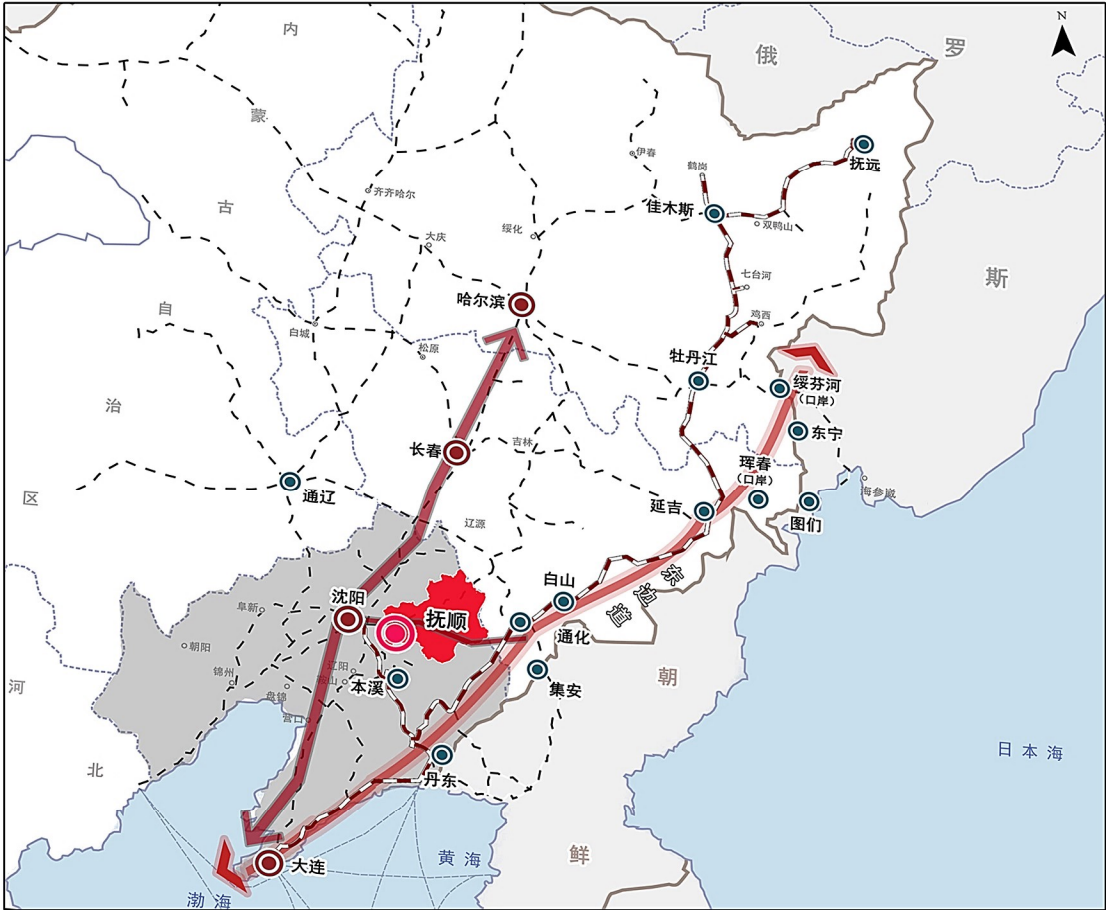 N
内
俄
罗
蒙
伊春
鹤岗
抚远
齐齐哈尔
古
佳木斯
双鸭山
绥化
大庆
七台河
斯
哈尔滨
自
鸡西
白城
松原
牡丹江
绥芬河
（口岸）
治
东宁
长春
吉林
珲春
（口岸）
区
通辽
海参崴
延吉
图们
辽源
白山
东
边
道
沈阳
阜新
抚顺
通化
朝阳
辽阳
朝
锦州
鞍山
本溪
集安
河
盘锦
营口
北
日本海
丹东
鲜
黄海
大连
渤海